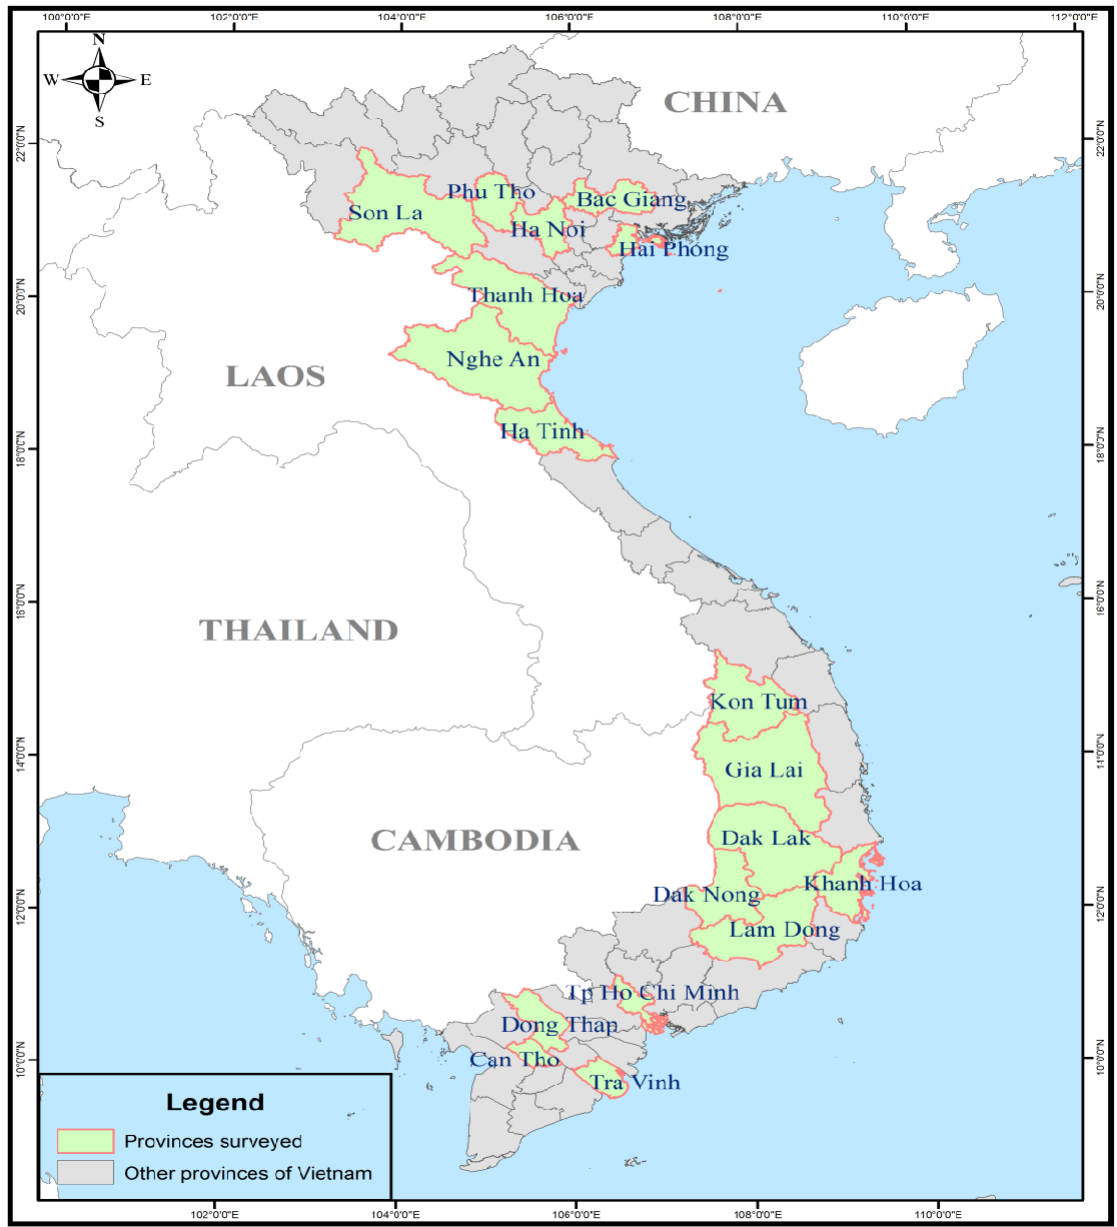 100°0'0"E 102°0'0"E 104°0'0"E 106°0'0"E 108°0'0"E 110°0'0"E 112°0'0"E
N
W E
S
CHINA
22°0'0"N 22°0'0"N
Phu Tho
Bac Giang
Son La
Ha Noi
Hai Phong
20°0'0"N Thanh Hoa 20°0'0"N
Nghe An
LAOS
Ha Tinh
18°0'0"N 18°0'0"N
16°0'0"N 16°0'0"N
THAILAND
Kon Tum
14°0'0"N 14°0'0"N
Gia Lai
CAMBODIA
Dak Lak
Khanh Hoa
Dak Nong
12°0'0"N 12°0'0"N
Lam Dong
Tp Ho Chi Minh
Dong Thap
10°0'0"N Can Tho 10°0'0"N
Tra Vinh
Legend
Provinces surveyed
Other provinces of Vietnam
102°0'0"E 104°0'0"E 106°0'0"E 108°0'0"E 110°0'0"E